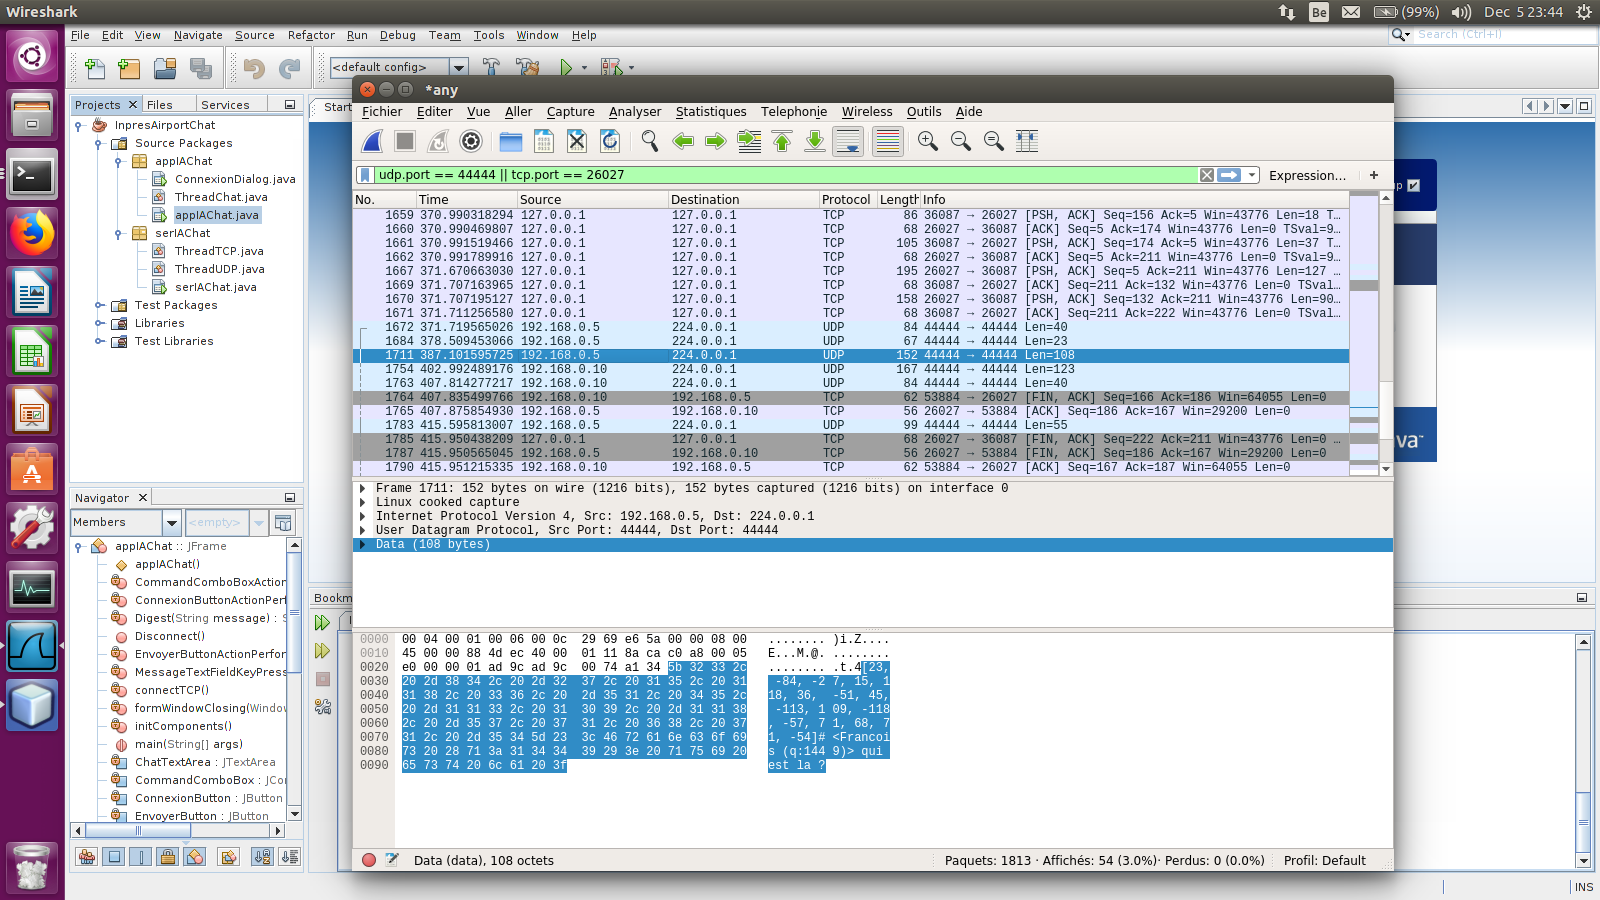 Wireshark
Be (99%) Dec 5 23:44
File Edit View Navigate Source Refactor Run Debug Team Tools Window Help
Search (Ctrl+I)
<default config>
Projects Files Services
Start
InpresAirportChat
Source Packages
appIAChat
ConnexionDialog.java
ThreadChat.java
appIAChat.java
serIAChat
ThreadTCP.java
ThreadUDP.java
serIAChat.java
Test Packages
Libraries
Test Libraries
Navigator
Members <empty>
appIAChat :: JFrame
appIAChat()
CommandComboBoxAction
ConnexionButtonActionPerf
Digest(String message) : S
Disconnect()
EnvoyerButtonActionPerfor
MessageTextFieldKeyPress
connectTCP()
formWindowClosing(Windo
initComponents()
main(String[] args)
ChatTextArea : JTextArea
CommandComboBox : JCo
ConnexionButton : JButton
EnvoyerButton : JButton
Bookm
*any
Fichier Editer Vue Aller Capture Analyser Statistiques Telephonie Wireless Outils Aide
udp.port == 44444 || tcp.port == 26027 Expression... +
No. Time Source Destination Protocol Length Info
1659 370.990318294 127.0.0.1 127.0.0.1 TCP 86 36087 → 26027 [PSH, ACK] Seq=156 Ack=5 Win=43776 Len=18 T…
1660 370.990469807 127.0.0.1 127.0.0.1 TCP 68 26027 → 36087 [ACK] Seq=5 Ack=174 Win=43776 Len=0 TSval=9…
1661 370.991519466 127.0.0.1 127.0.0.1 TCP 105 36087 → 26027 [PSH, ACK] Seq=174 Ack=5 Win=43776 Len=37 T…
1662 370.991789916 127.0.0.1 127.0.0.1 TCP 68 26027 → 36087 [ACK] Seq=5 Ack=211 Win=43776 Len=0 TSval=9…
1667 371.670663030 127.0.0.1 127.0.0.1 TCP 195 26027 → 36087 [PSH, ACK] Seq=5 Ack=211 Win=43776 Len=127 …
1669 371.707163965 127.0.0.1 127.0.0.1 TCP 68 36087 → 26027 [ACK] Seq=211 Ack=132 Win=43776 Len=0 TSval…
1670 371.707195127 127.0.0.1 127.0.0.1 TCP 158 26027 → 36087 [PSH, ACK] Seq=132 Ack=211 Win=43776 Len=90…
1671 371.711256580 127.0.0.1 127.0.0.1 TCP 68 36087 → 26027 [ACK] Seq=211 Ack=222 Win=43776 Len=0 TSval…
1672 371.719565026 192.168.0.5 224.0.0.1 UDP 84 44444 → 44444 Len=40
1684 378.509453066 192.168.0.5 224.0.0.1 UDP 67 44444 → 44444 Len=23
1711 387.101595725 192.168.0.5 224.0.0.1 UDP 152 44444 → 44444 Len=108
1754 402.992489176 192.168.0.10 224.0.0.1 UDP 167 44444 → 44444 Len=123
1763 407.814277217 192.168.0.10 224.0.0.1 UDP 84 44444 → 44444 Len=40
1764 407.835499766 192.168.0.10 192.168.0.5 TCP 62 53884 → 26027 [FIN, ACK] Seq=166 Ack=186 Win=64055 Len=0
1765 407.875854930 192.168.0.5 192.168.0.10 TCP 56 26027 → 53884 [ACK] Seq=186 Ack=167 Win=29200 Len=0
1783 415.595813007 192.168.0.5 224.0.0.1 UDP 99 44444 → 44444 Len=55
1785 415.950438209 127.0.0.1 127.0.0.1 TCP 68 26027 → 36087 [FIN, ACK] Seq=222 Ack=211 Win=43776 Len=0 …
1787 415.950565045 192.168.0.5 192.168.0.10 TCP 56 26027 → 53884 [FIN, ACK] Seq=186 Ack=167 Win=29200 Len=0
1790 415.951215335 192.168.0.10 192.168.0.5 TCP 62 53884 → 26027 [ACK] Seq=167 Ack=187 Win=64055 Len=0
Frame 1711: 152 bytes on wire (1216 bits), 152 bytes captured (1216 bits) on interface 0
Linux cooked capture
Internet Protocol Version 4, Src: 192.168.0.5, Dst: 224.0.0.1
User Datagram Protocol, Src Port: 44444, Dst Port: 44444
Data (108 bytes)
0000 00 04 00 01 00 06 00 0c 29 69 e6 5a 00 00 08 00 ........ )i.Z....
0010 45 00 00 88 4d ec 40 00 01 11 8a ca c0 a8 00 05 E...M.@. ........
0020 e0 00 00 01 ad 9c ad 9c 00 74 a1 34 5b 32 33 2c ........ .t.4[23,
0030 20 2d 38 34 2c 20 2d 32 37 2c 20 31 35 2c 20 31 -84, -2 7, 15, 1
0040 31 38 2c 20 33 36 2c 20 2d 35 31 2c 20 34 35 2c 18, 36, -51, 45,
0050 20 2d 31 31 33 2c 20 31 30 39 2c 20 2d 31 31 38 -113, 1 09, -118
0060 2c 20 2d 35 37 2c 20 37 31 2c 20 36 38 2c 20 37 , -57, 7 1, 68, 7
0070 31 2c 20 2d 35 34 5d 23 3c 46 72 61 6e 63 6f 69 1, -54]# <Francoi
0080 73 20 28 71 3a 31 34 34 39 29 3e 20 71 75 69 20 s (q:144 9)> qui
0090 65 73 74 20 6c 61 20 3f est la ?
Data (data), 108 octets Paquets: 1813 · Affichés: 54 (3.0%) · Perdus: 0 (0.0%) Profil: Default
INS